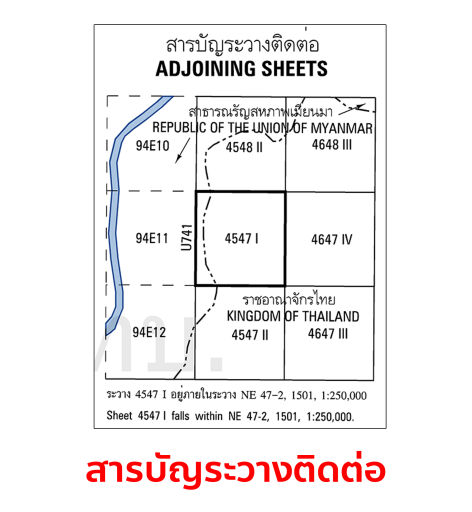 สารบัญระวางติดต่อ
ADJOINING SHEETS
สาธารณรัฐสหภาพเมียนมา
REPUBLIC OF THE UNION OF MYANMAR
94E10
4548 II
4648 III
94E11
U741
4547 I
4647 IV
ราชอาณาจักรไทย
KINGDOM OF THAILAND
94E12
4547 II
4647 III
ทบ.
ระวาง 4547 I อยู่ภายในระวาง NE 47-2, 1501, 1:250,000
Sheet 4547 I falls within NE 47-2, 1501, 1:250,000.
สารบัญระวางติดต่อ